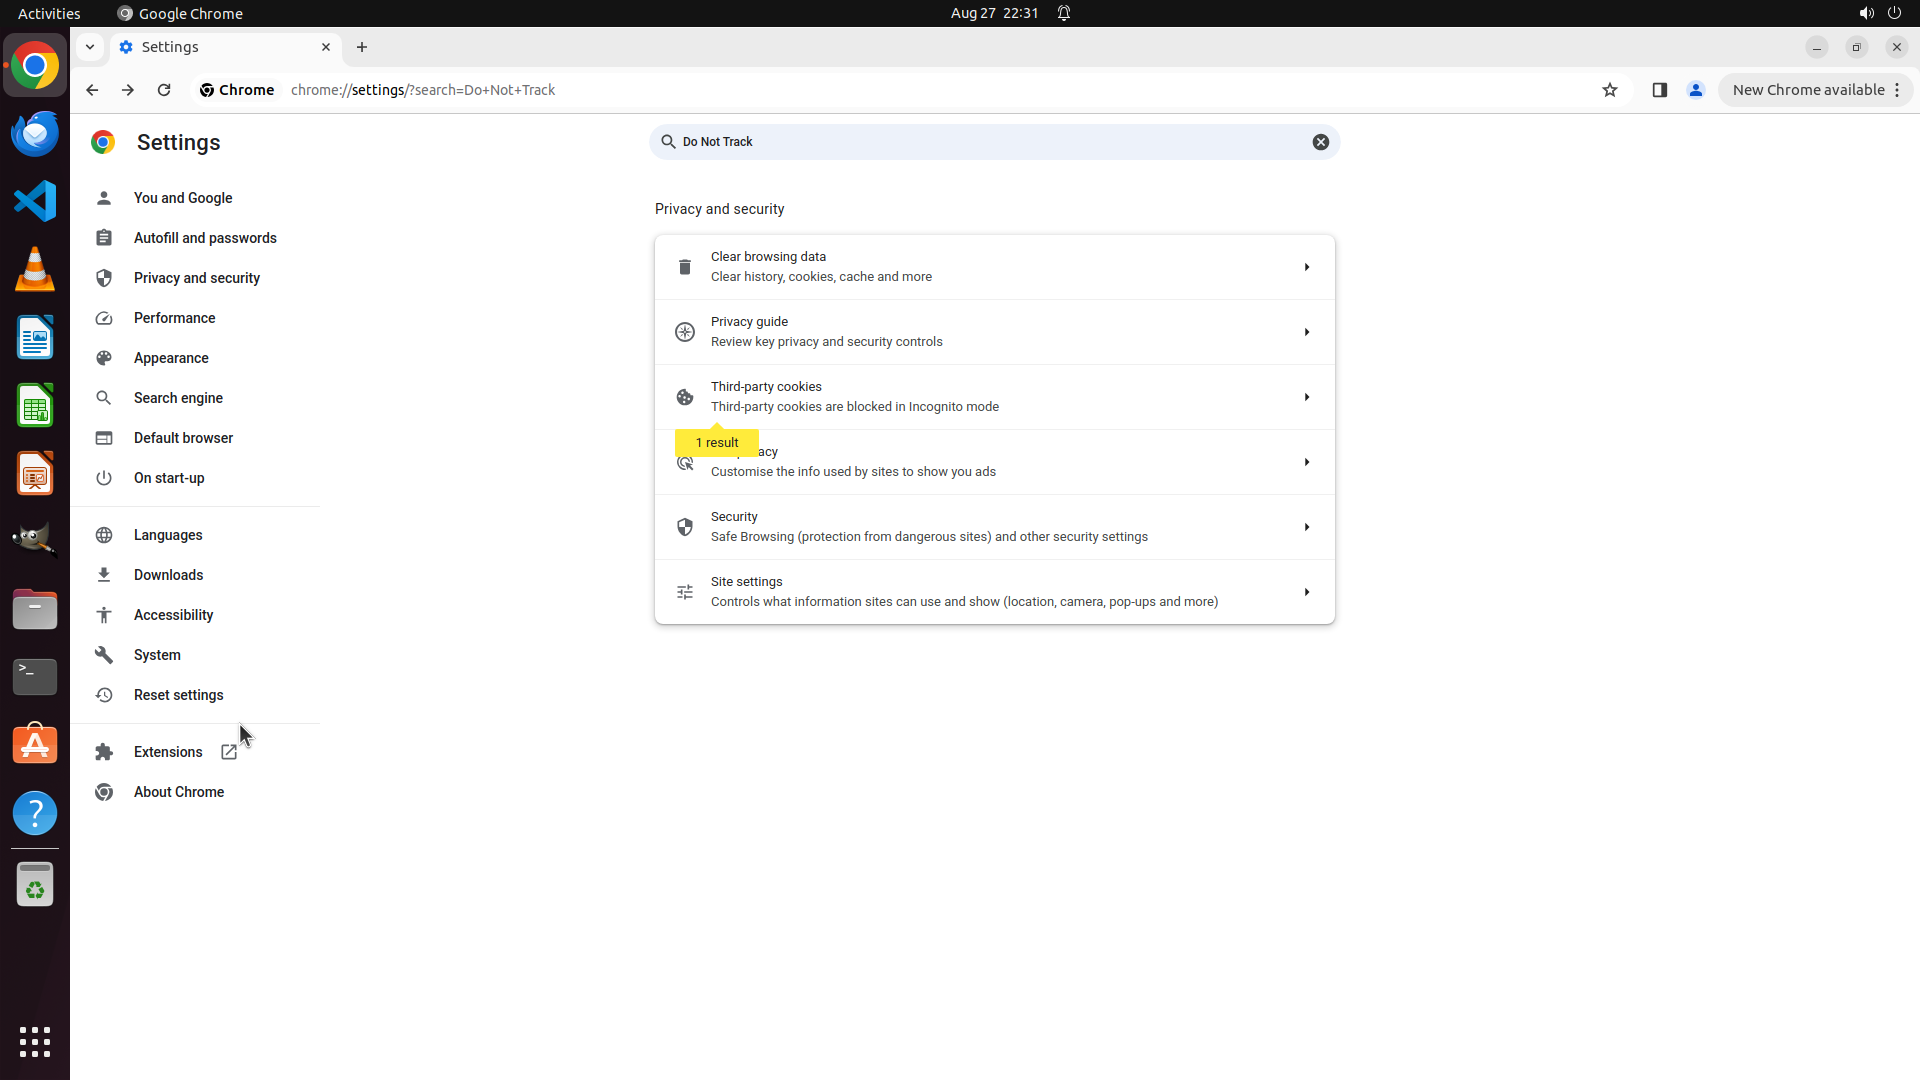 Activities
Google Chrome
Aug 27 22:31
Settings
New Chrome available
Chrome
chrome://settings/?search=Do+Not+Track
Settings
Do Not Track
You and Google
Autofill and passwords
Privacy and security
Performance
Appearance
Search engine
Default browser
On start-up
Languages
Downloads
Accessibility
System
Reset settings
Extensions
About Chrome
Privacy and security
Clear browsing data
Clear history, cookies, cache and more
Privacy guide
Review key privacy and security controls
Third-party cookies
Third-party cookies are blocked in Incognito mode
1 result
Customise the info used by sites to show you ads
Security
Safe Browsing (protection from dangerous sites) and other security settings
Site settings
Controls what information sites can use and show (location, camera, pop-ups and more)